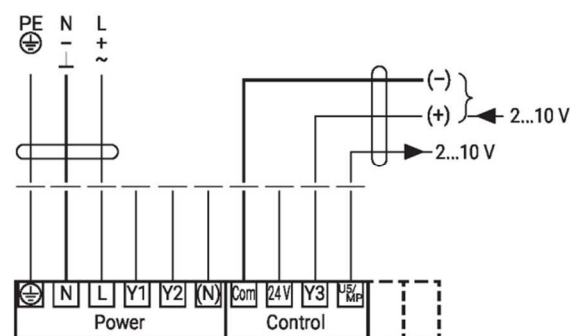 PE N L
− +
⊥ ~
(−)
(+) 2...10 V
2...10 V
N L Y1 Y2 (N) Com 24V Y3 U5/MP
Power Control